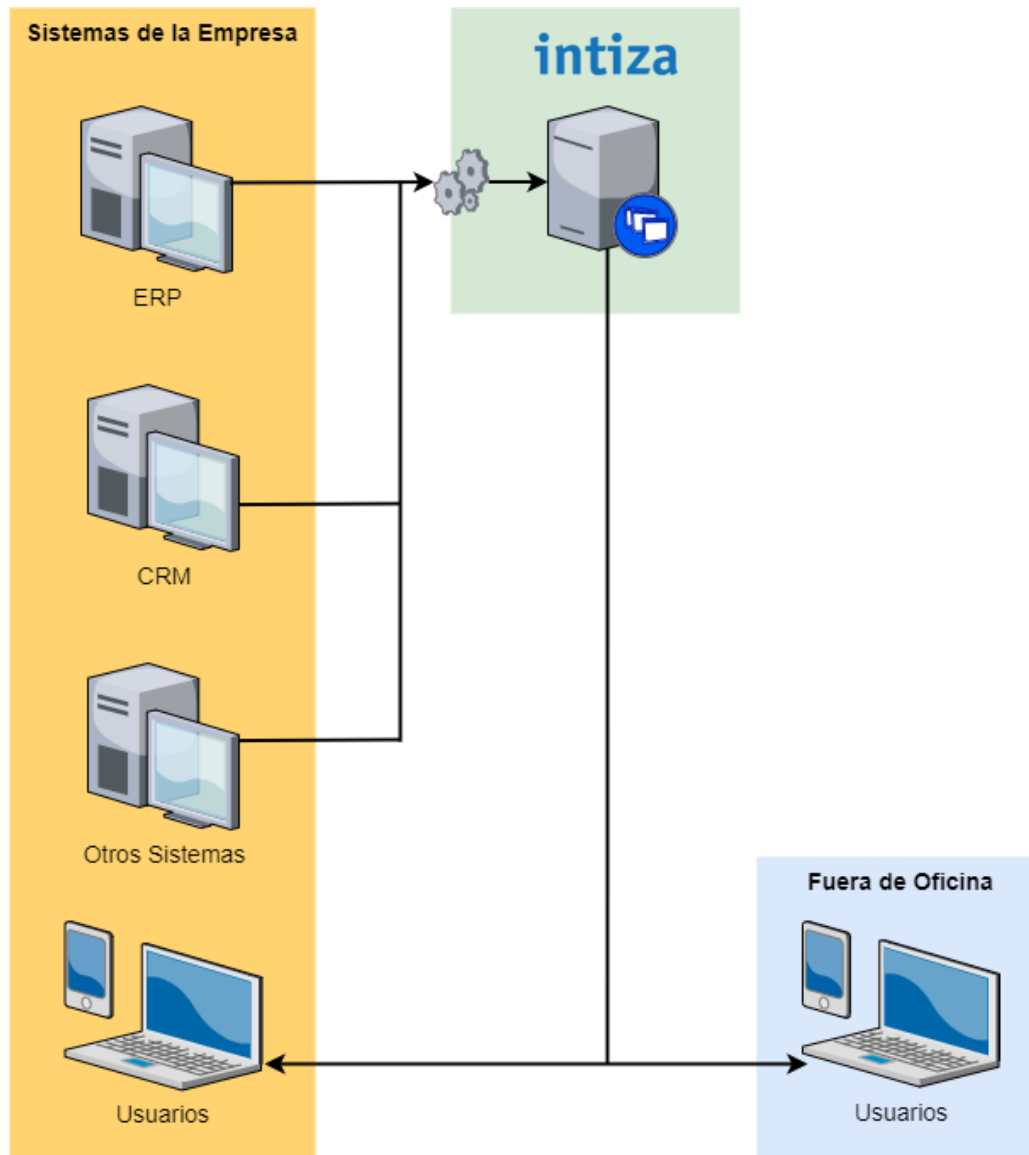 Sistemas de la Empresa
intiza
ERP
CRM
Otros Sistemas
Fuera de Oficina
Usuarios
Usuarios